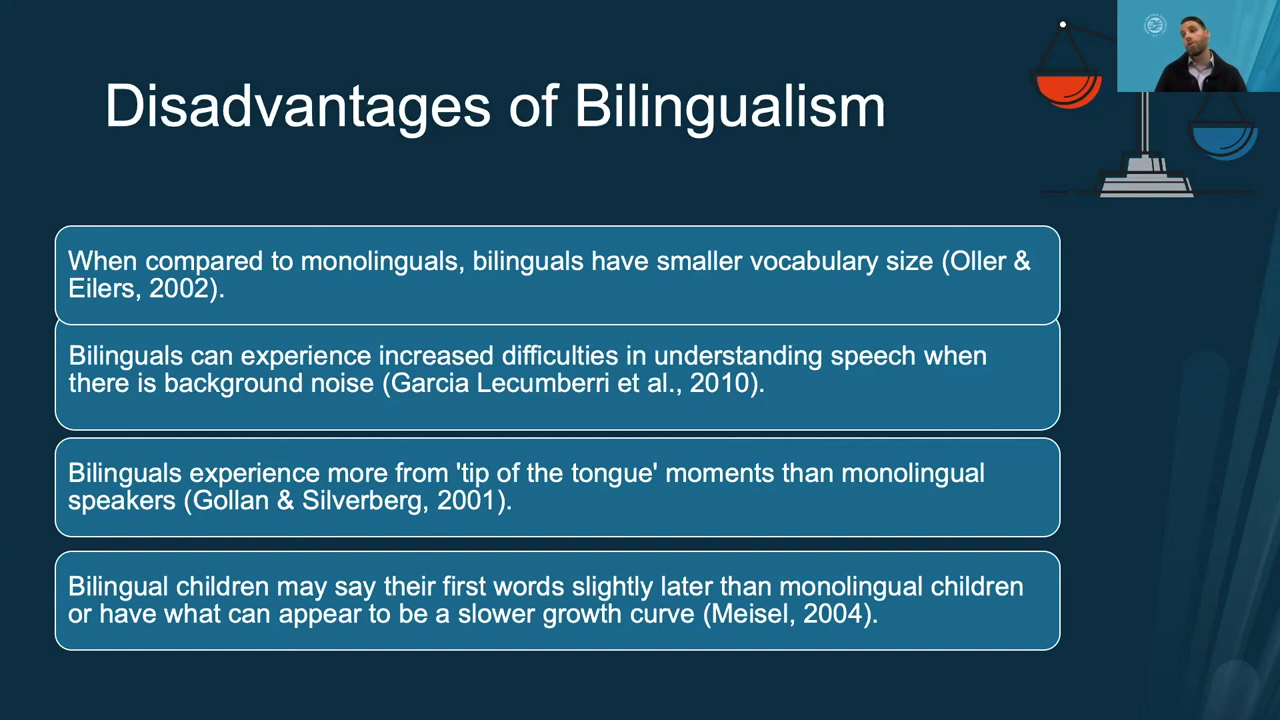 Disadvantages of Bilingualism
When compared to monolinguals, bilinguals have smaller vocabulary size (Oller &
Eilers, 2002).
Bilinguals can experience increased difficulties in understanding speech when
there is background noise (Garcia Lecumberri et al., 2010).
Bilinguals experience more from 'tip of the tongue' moments than monolingual
speakers (Gollan & Silverberg, 2001).
Bilingual children may say their first words slightly later than monolingual children
or have what can appear to be a slower growth curve (Meisel, 2004).